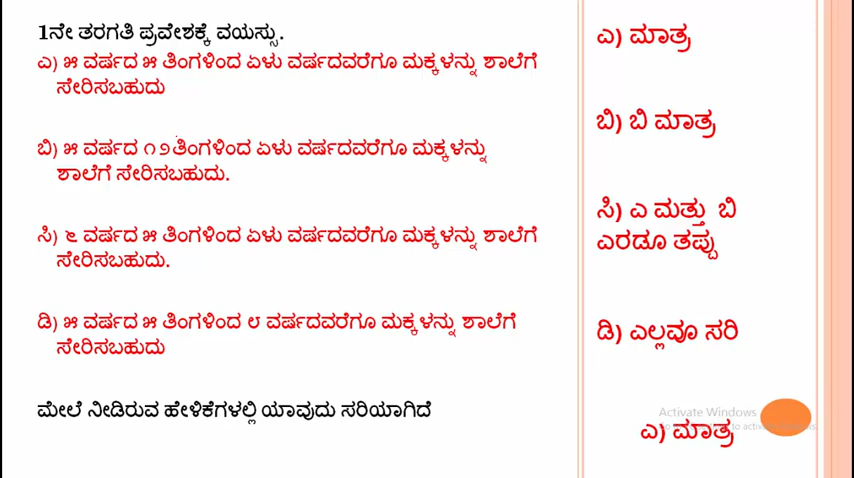 1ನೇ ತರಗತಿ ಪ್ರವೇಶಕ್ಕೆ ವಯಸ್ಸು.
ಎ) ೫ ವರ್ಷದ ೫ ತಿಂಗಳಿಂದ ಏಳು ವರ್ಷದವರೆಗೂ ಮಕ್ಕಳನ್ನು ಶಾಲೆಗೆ
ಸೇರಿಸಬಹುದು
ಬಿ) ೫ ವರ್ಷದ ೧೨ತಿಂಗಳಿಂದ ಏಳು ವರ್ಷದವರೆಗೂ ಮಕ್ಕಳನ್ನು
ಶಾಲೆಗೆ ಸೇರಿಸಬಹುದು.
ಸಿ) ೬ ವರ್ಷದ ೫ ತಿಂಗಳಿಂದ ಏಳು ವರ್ಷದವರೆಗೂ ಮಕ್ಕಳನ್ನು ಶಾಲೆಗೆ
ಸೇರಿಸಬಹುದು.
ಡಿ) ೫ ವರ್ಷದ ೫ ತಿಂಗಳಿಂದ ೮ ವರ್ಷದವರೆಗೂ ಮಕ್ಕಳನ್ನು ಶಾಲೆಗೆ
ಸೇರಿಸಬಹುದು
ಮೇಲೆ ನೀಡಿರುವ ಹೇಳಿಕೆಗಳಲ್ಲಿ ಯಾವುದು ಸರಿಯಾಗಿದೆ
ಎ) ಮಾತ್ರ
ಬಿ) ಬಿ ಮಾತ್ರ
ಸಿ) ಎ ಮತ್ತು ಬಿ
ಎರಡೂ ತಪ್ಪು
ಡಿ) ಎಲ್ಲವೂ ಸರಿ
Activate Windows
ಎ) ಮಾತ್ರ